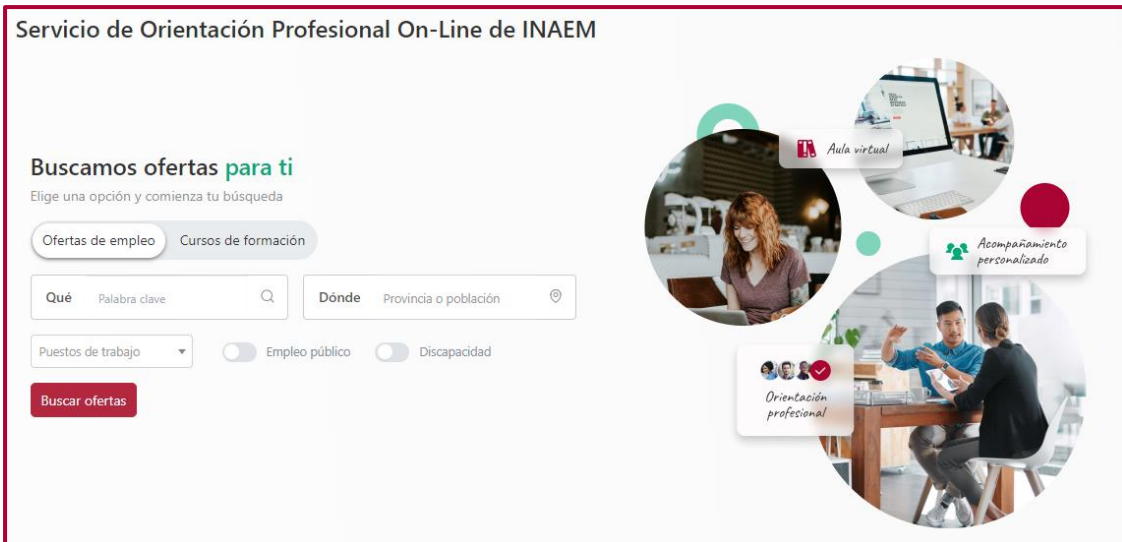 Servicio de Orientación Profesional On-Line de INAEM
Buscamos ofertas para ti
Elige una opción y comienza tu búsqueda
Ofertas de empleo Cursos de formación
Qué Palabra clave Dónde Provincia o población
Puestos de trabajo Empleo público Discapacidad
Buscar ofertas
Aula virtual
Acompañamiento
personalizado
Orientación
profesional